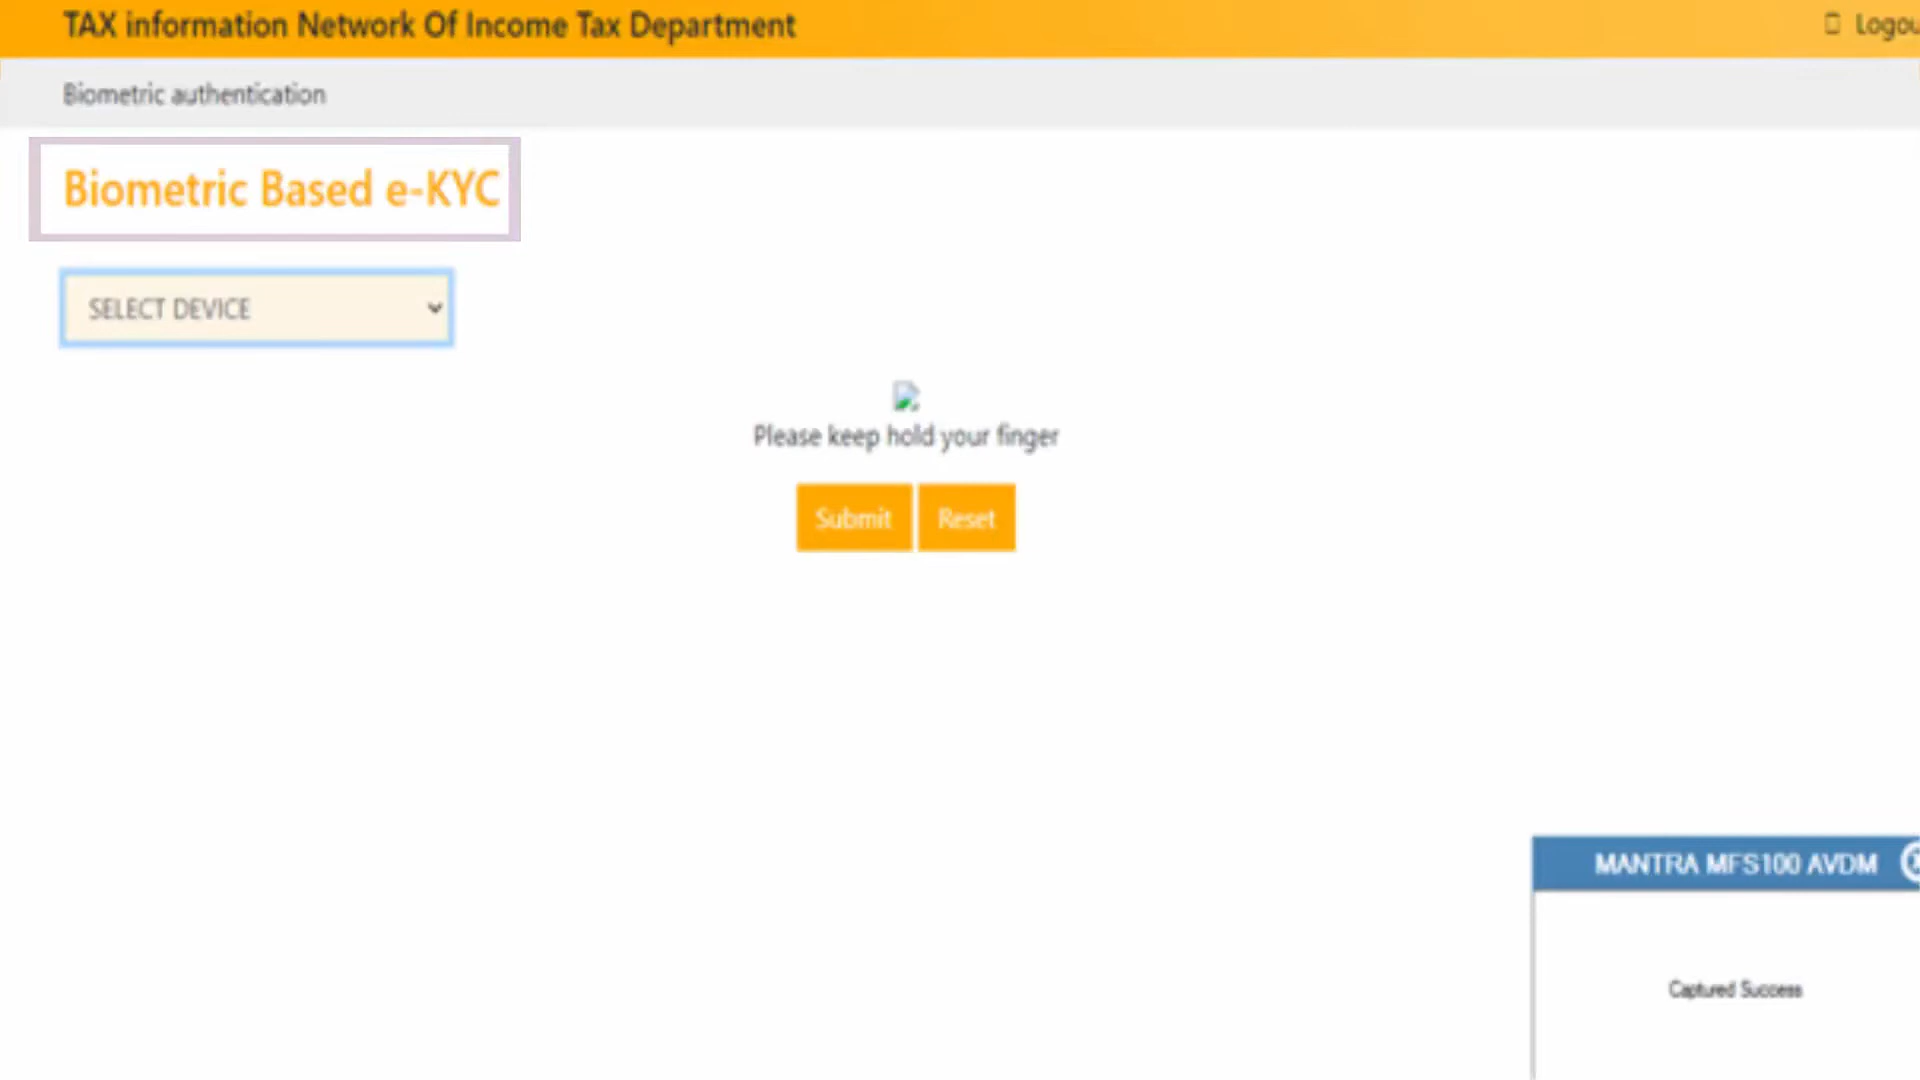 TAX information Network Of Income Tax Department
Logou
Biometric authentication
Biometric Based e-KYC
SELECT DEVICE
Please keep hold your finger
Submit Reset
MANTRA MFS100 AVDM
Captured Success